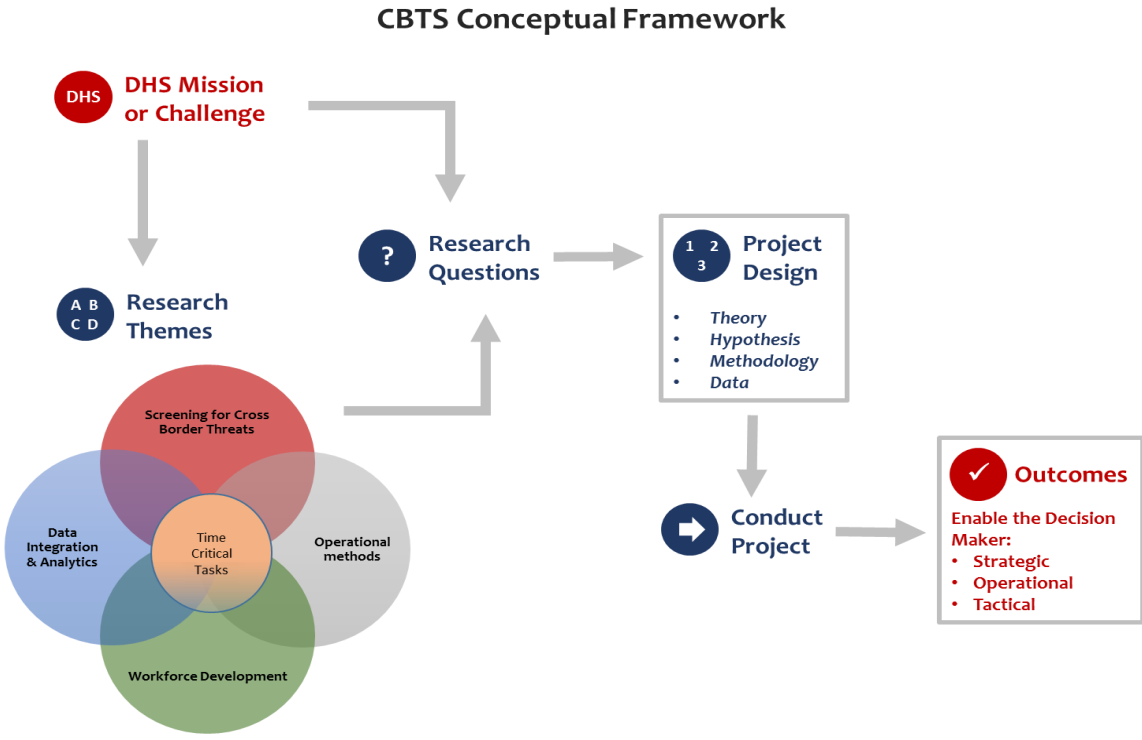 CBTS Conceptual Framework
DHS
DHS Mission
or Challenge
A B
C D
Research
Themes
Screening for Cross
Border Threats
Data
Integration
& Analytics
Time
Critical
Tasks
Operational
methods
Workforce Development
?
Research
Questions
1 2
3
Project
Design
• Theory
• Hypothesis
• Methodology
• Data
Conduct
Project
Outcomes
Enable the Decision
Maker:
• Strategic
• Operational
• Tactical